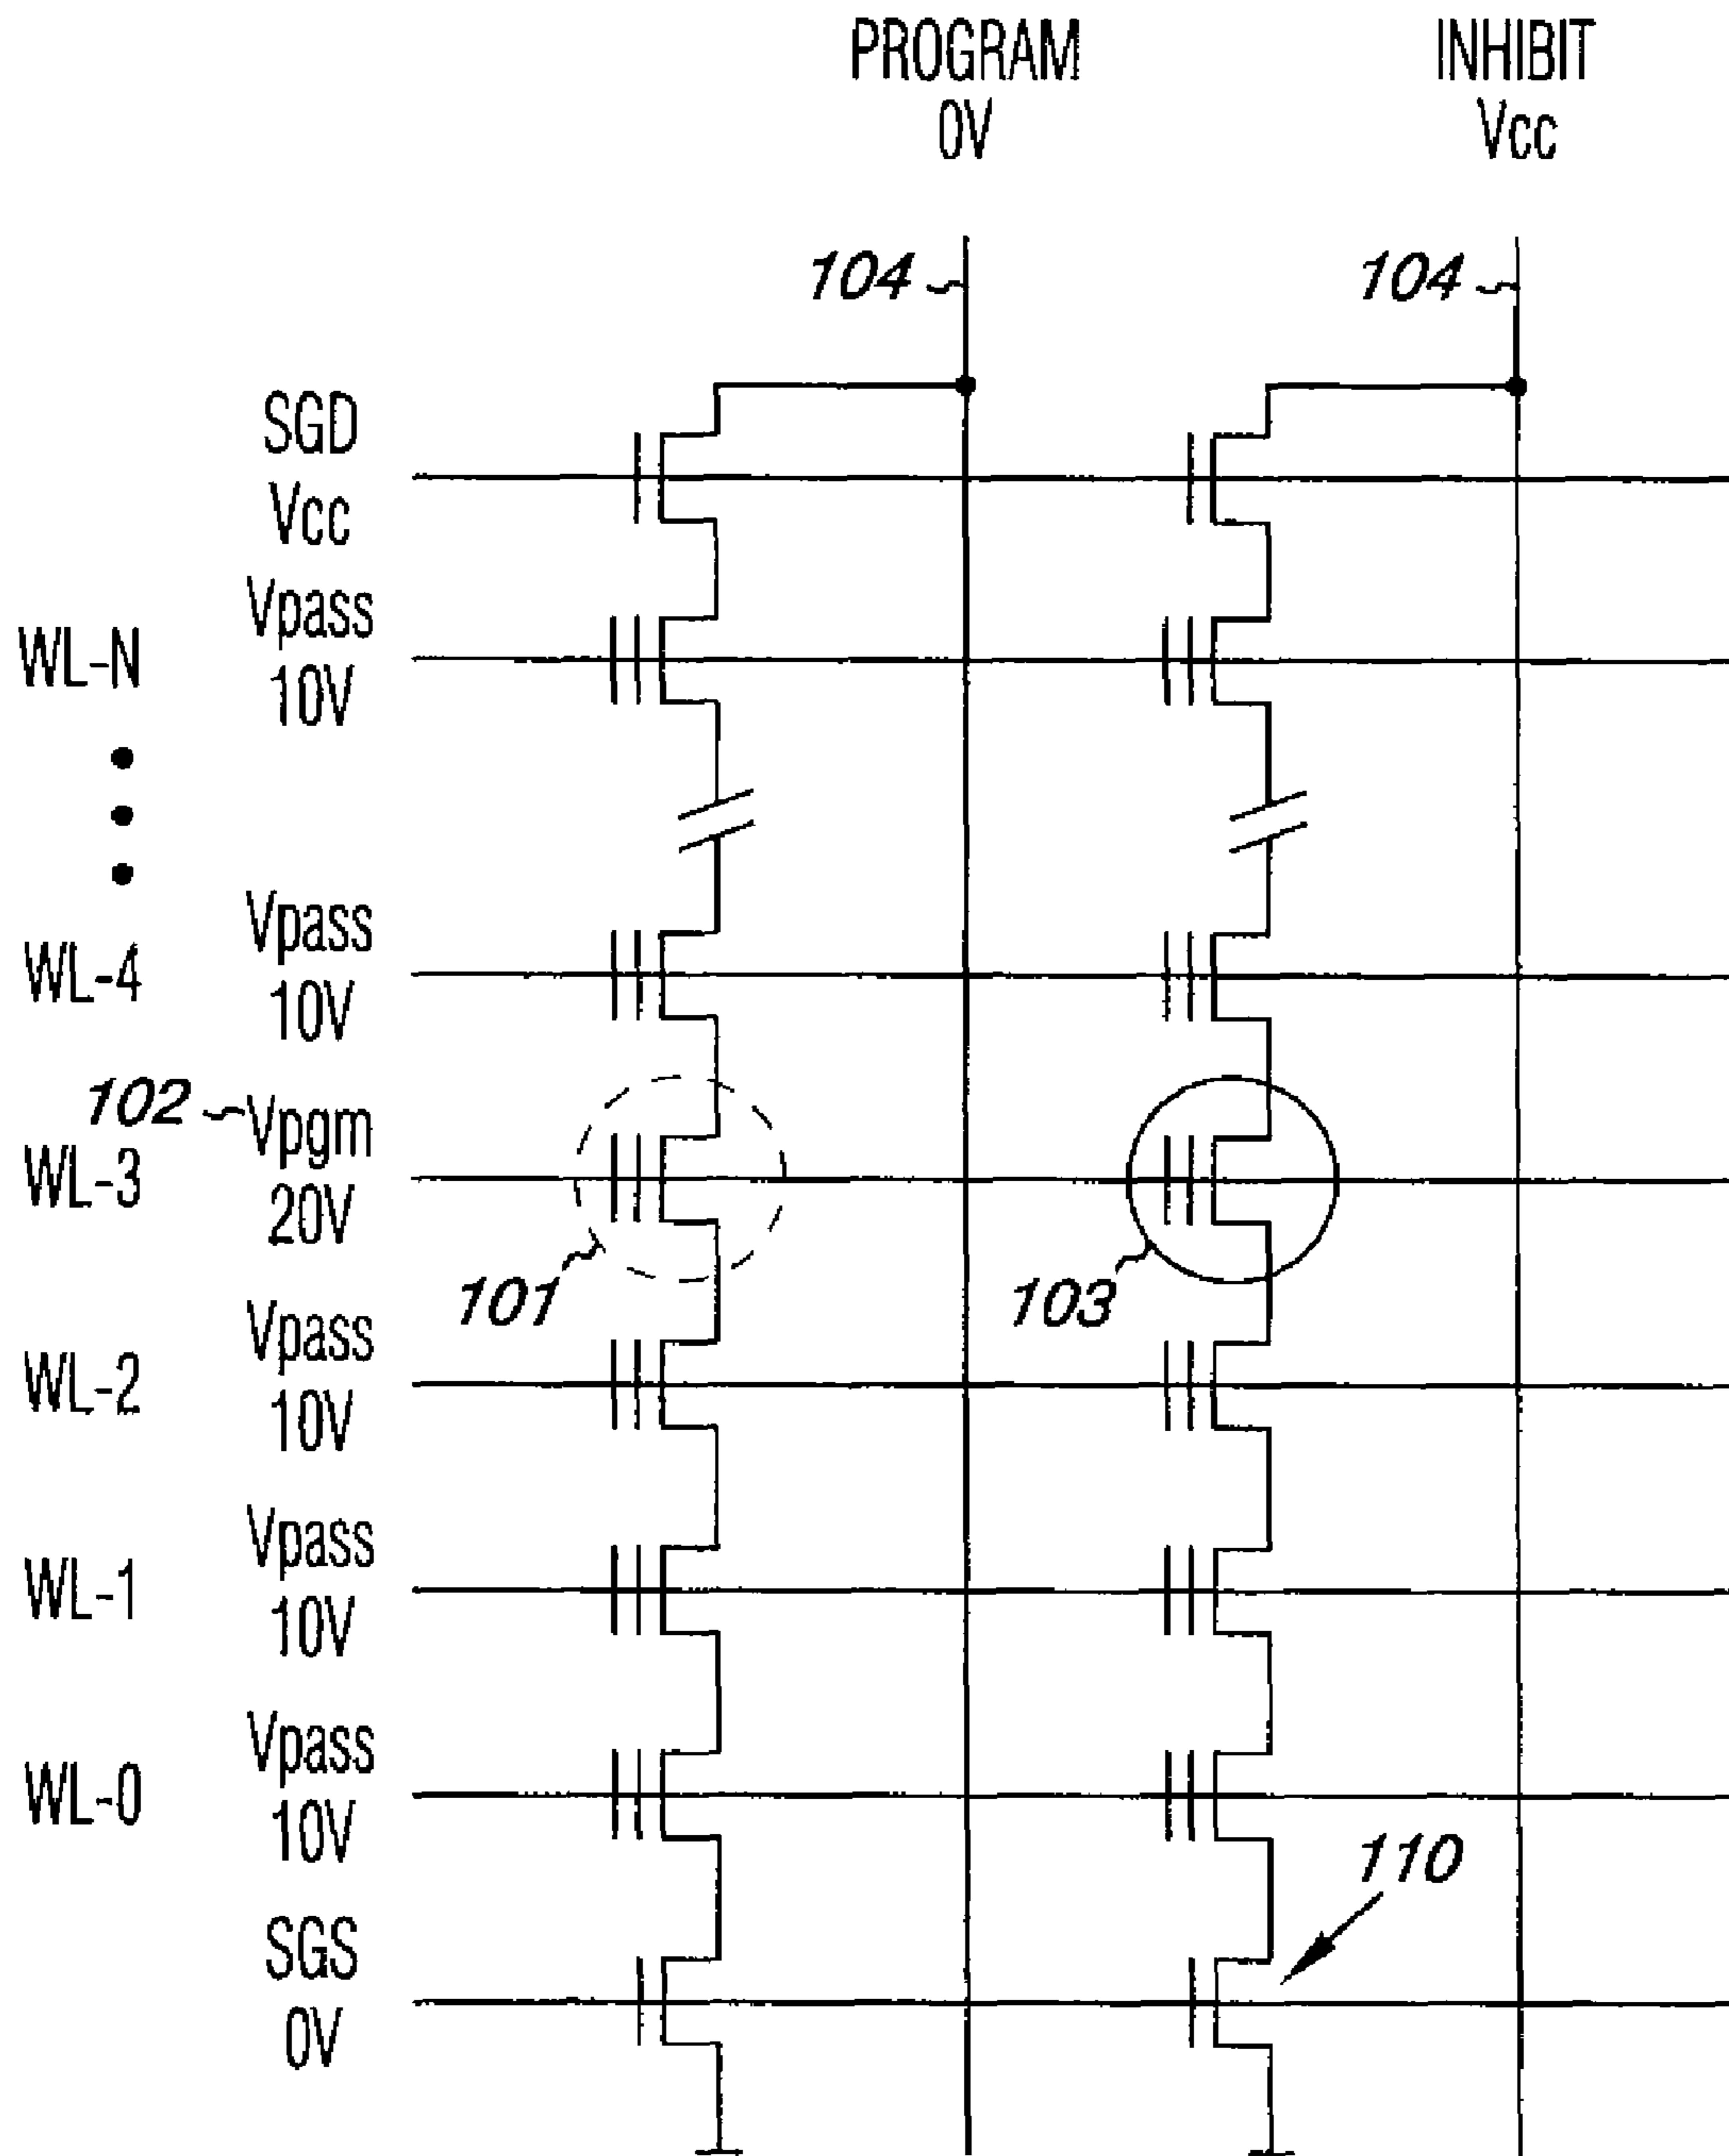 PROGRAM
0V
INHIBIT
Vcc
104
104
SGD
Vcc
WL-N
Vpass
10V
WL-4
Vpass
10V
102
Vpgm
WL-3
20V
101
103
WL-2
Vpass
10V
WL-1
Vpass
10V
WL-0
Vpass
10V
110
SGS
0V